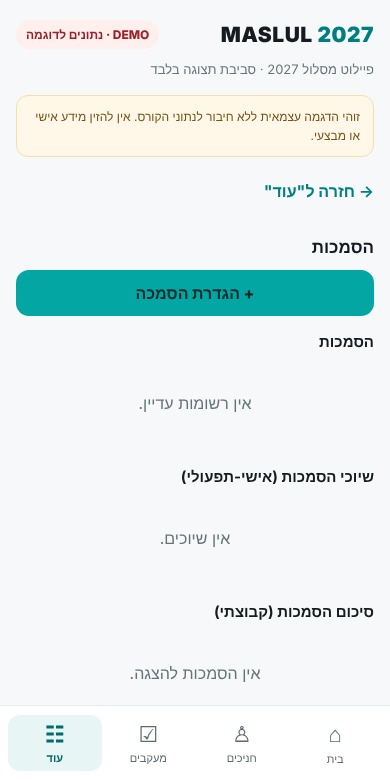 MASLUL 2027
DEMO · נתונים לדוגמה
פיילוט מסלול 2027 · סביבת תצוגה בלבד
זוהי הדגמה עצמאית ללא חיבור לנתוני הקורס. אין להזין מידע אישי
או מבצעי.
→ חזרה ל"עוד"
הסמכות
+ הגדרת הסמכה
הסמכות
אין רשומות עדיין.
שיוכי הסמכות (אישי-תפעולי)
אין שיוכים.
סיכום הסמכות (קבוצתי)
אין הסמכות להצגה.
בית
חניכים
מעקבים
עוד